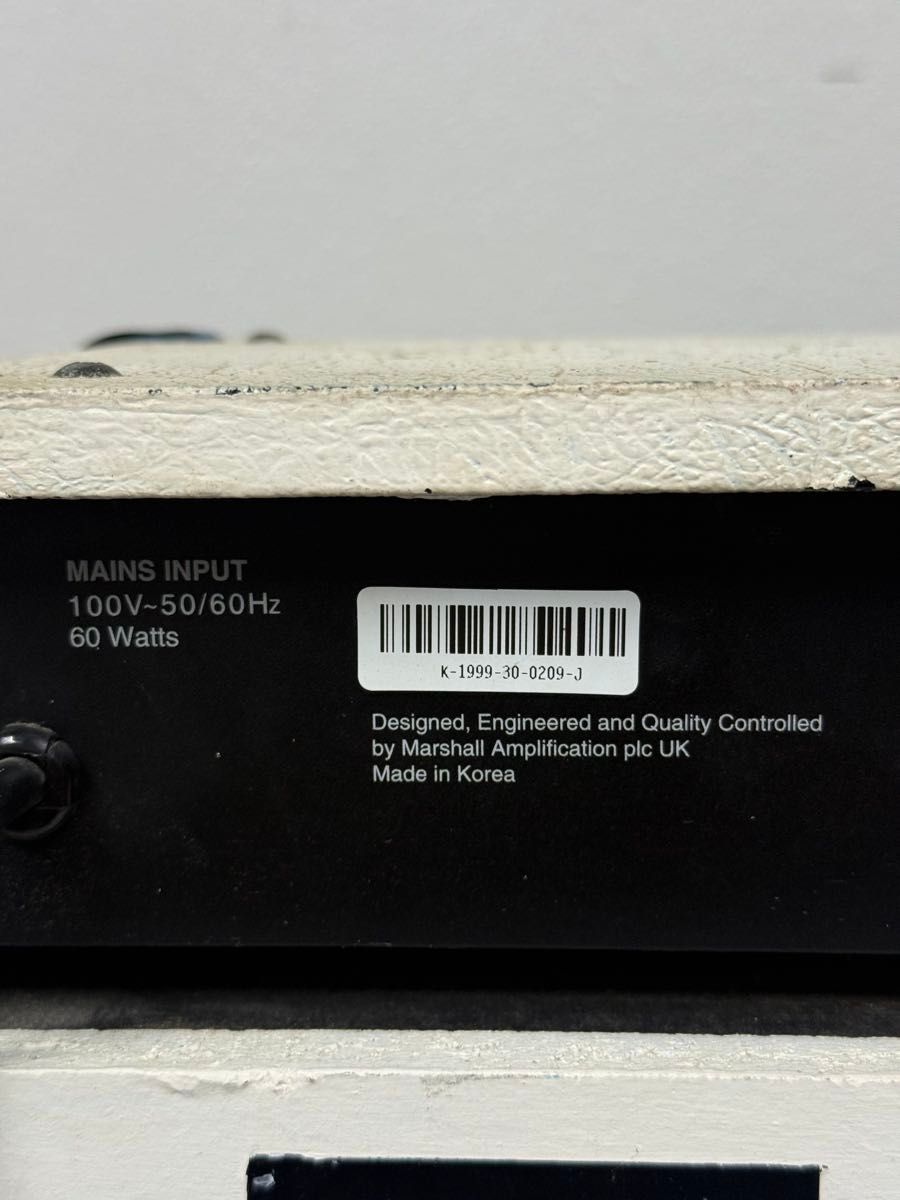 MAINS INPUT
100V~50/60Hz
60 Watts
K-1999-30-0209-J
Designed, Engineered and Quality Controlled
by Marshall Amplification plc UK
Made in Korea